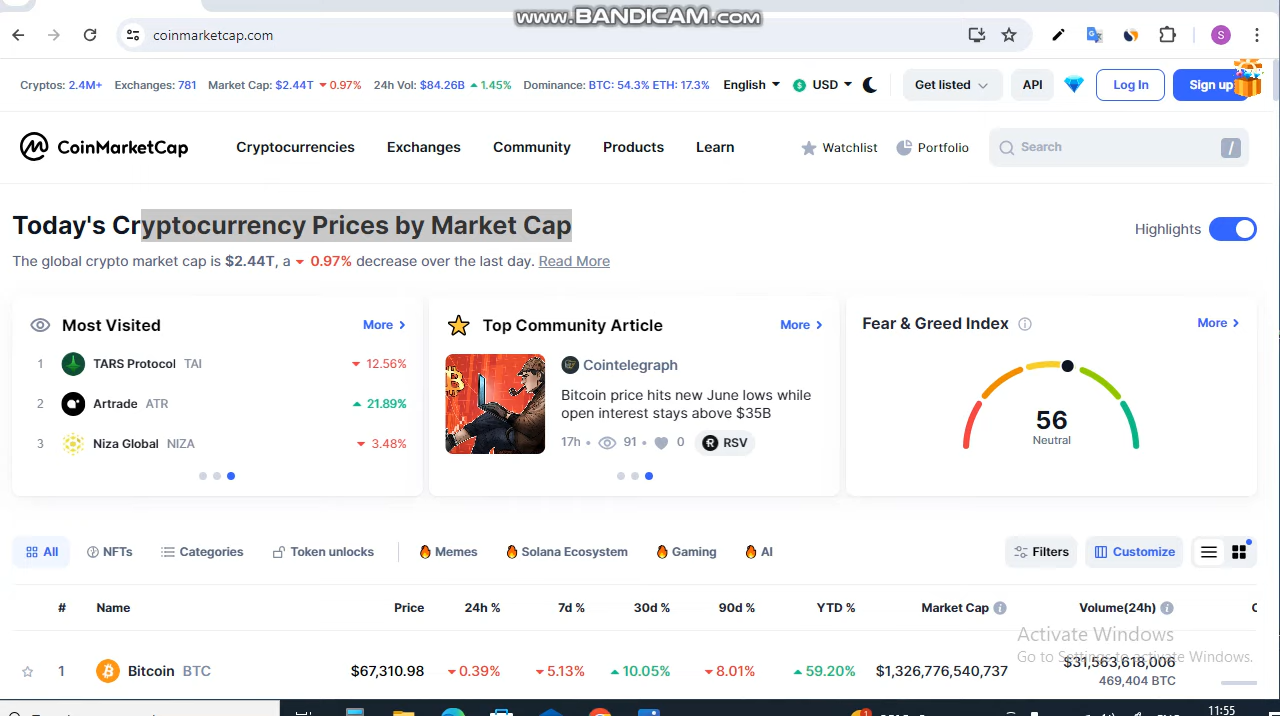 www.BANDICAM.com
coinmarketcap.com
S
Cryptos: 2.4M+ Exchanges: 781 Market Cap: $2.44T 0.97% 24h Vol: $84.26B 1.45% Dominance: BTC: 54.3% ETH: 17.3% English USD Get listed API Log In Sign up
CoinMarketCap Cryptocurrencies Exchanges Community Products Learn Watchlist Portfolio Search /
Today's Cryptocurrency Prices by Market Cap
Highlights
The global crypto market cap is $2.44T, a 0.97% decrease over the last day. Read More
Most Visited More
1 TARS Protocol TAI 12.56%
2 Artrade ATR 21.89%
3 Niza Global NIZA 3.48%
Top Community Article More
Cointelegraph
Bitcoin price hits new June lows while
open interest stays above $35B
17h • 91 • 0 RSV
Fear & Greed Index More
56
Neutral
All NFTs Categories Token unlocks Memes Solana Ecosystem Gaming AI Filters Customize
# Name Price 24h % 7d % 30d % 90d % YTD % Market Cap Volume(24h)
1 Bitcoin BTC $67,310.98 0.39% 5.13% 10.05% 8.01% 59.20% $1,326,776,540,737 $31,563,618,006
469,404 BTC
Activate Windows
Go to Settings to activate Windows.
11:55